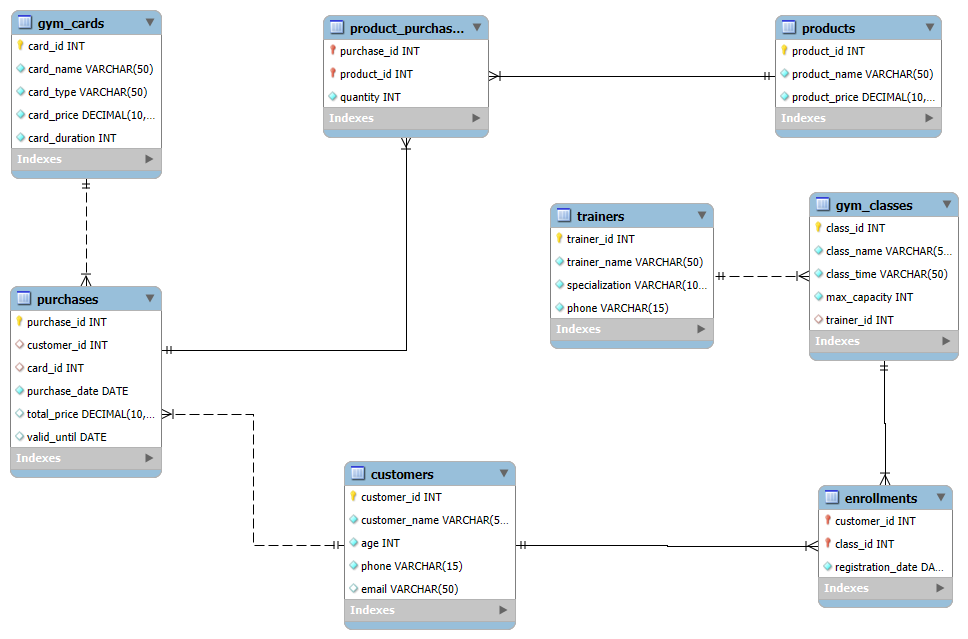 gym_cards
card_id INT
card_name VARCHAR(50)
card_type VARCHAR(50)
card_price DECIMAL(10,...
card_duration INT
Indexes
product_purchas...
purchase_id INT
product_id INT
quantity INT
Indexes
products
product_id INT
product_name VARCHAR(50)
product_price DECIMAL(10,...
Indexes
trainers
trainer_id INT
trainer_name VARCHAR(50)
specialization VARCHAR(10...
phone VARCHAR(15)
Indexes
gym_classes
class_id INT
class_name VARCHAR(5...
class_time VARCHAR(50)
max_capacity INT
trainer_id INT
Indexes
purchases
purchase_id INT
customer_id INT
card_id INT
purchase_date DATE
total_price DECIMAL(10,...
valid_until DATE
Indexes
customers
customer_id INT
customer_name VARCHAR(5...
age INT
phone VARCHAR(15)
email VARCHAR(50)
Indexes
enrollments
customer_id INT
class_id INT
registration_date DA...
Indexes